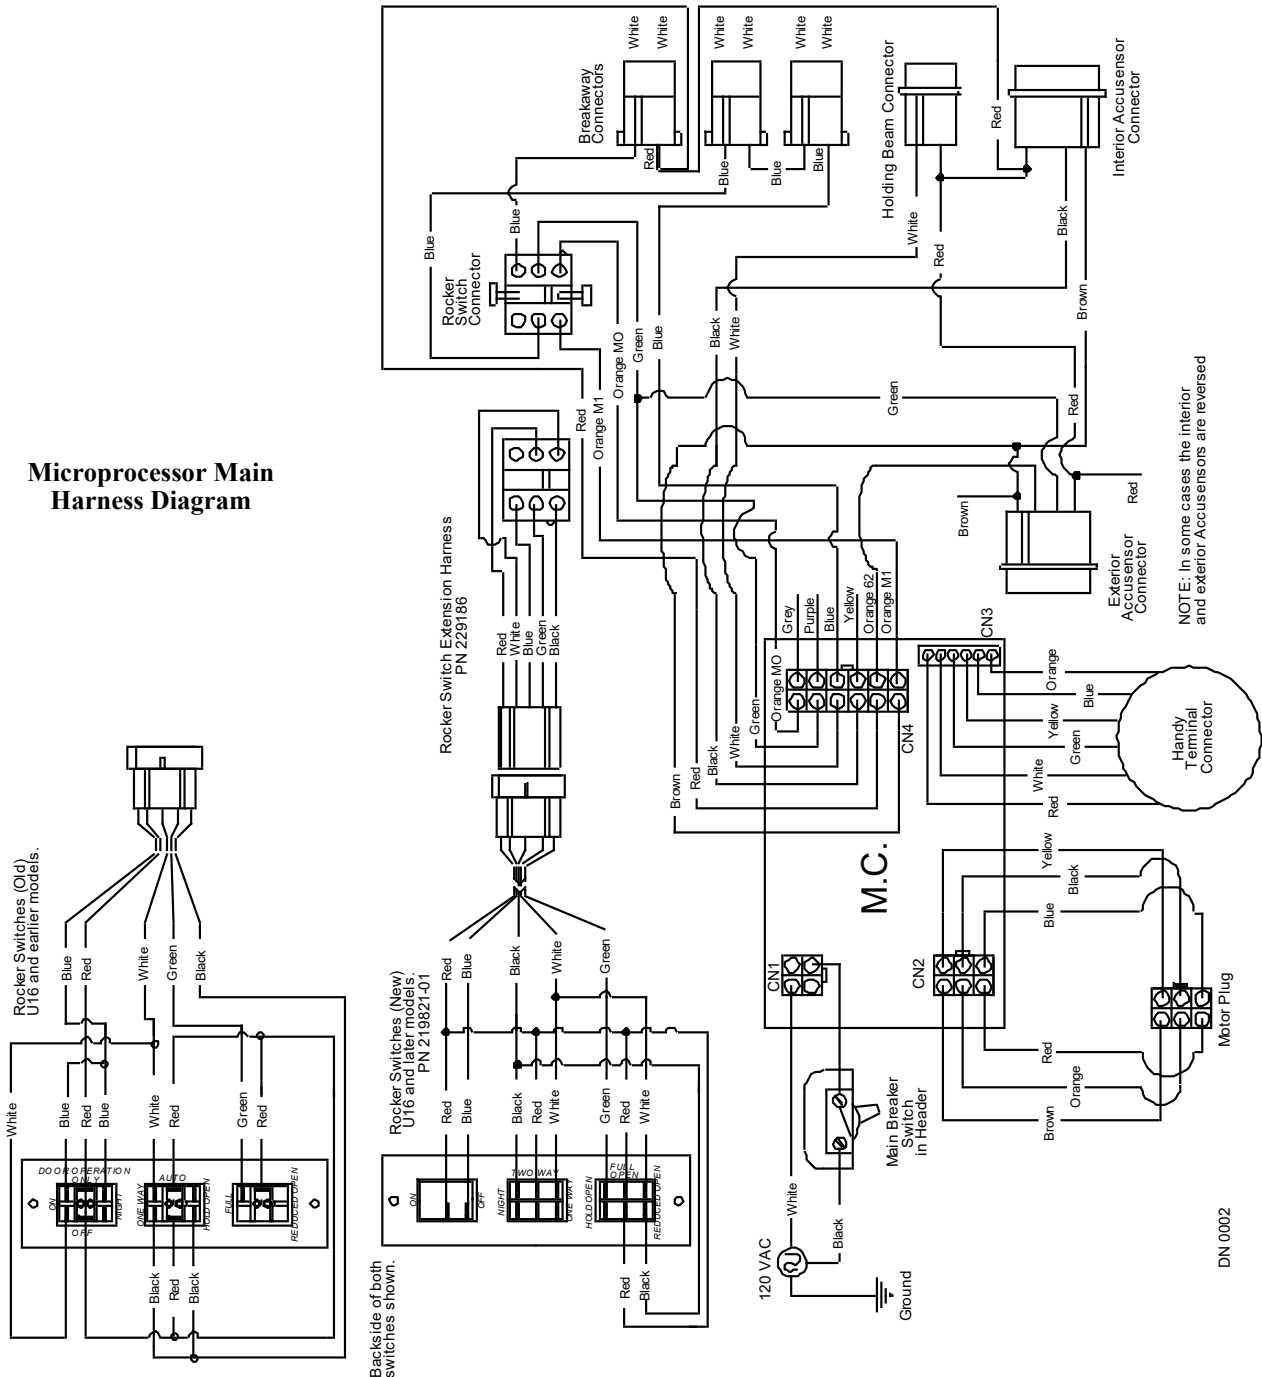 Microprocessor Main
Harness Diagram
White
White
White
White
White
White
Breakaway
Connectors
Red
Blue
Blue
Blue
Blue
Blue
Rocker
Switch
Connector
Holding Beam Connector
White
Red
Red
Interior Accusensor
Connector
Black
Brown
Orange MO
Green
Blue
Black
White
Red
Orange M1
Green
Red
Red
Brown
Exterior
Accusensor
Connector
NOTE: In some cases the interior
and exterior Accusensors are reversed
Rocker Switch Extension Harness
PN 229186
Red
White
Blue
Green
Black
Grey
Purple
Blue
Yellow
Orange 62
Orange M1
Orange MO
Green
White
Black
Red
Brown
CN4
CN3
Orange
Blue
Yellow
Green
White
Red
Handy
Terminal
Connector
M.C.
CN1
CN2
Yellow
Black
Blue
Red
Orange
Brown
Motor Plug
Main Breaker
Switch
in Header
White
Black
120 VAC
Ground
DN 0002
Rocker Switches (Old)
U16 and earlier models.
Blue
Red
White
Green
Black
White
Blue
Red
Blue
White
Red
Green
Red
DOOR OPERATION
ONLY
ON
NIGHT
OFF
AUTO
ONE WAY
HOLD OPEN
FULL
REDUCED OPEN
Black
Red
Black
Rocker Switches (New)
U16 and later models.
PN 219821-01
Red
Blue
Black
White
Green
Red
Blue
Black
Red
White
Green
Red
White
ON
OFF
TWO WAY
NIGHT
ONE WAY
FULL
OPEN
HOLD OPEN
REDUCED OPEN
Red
Black
Backside of both
switches shown.